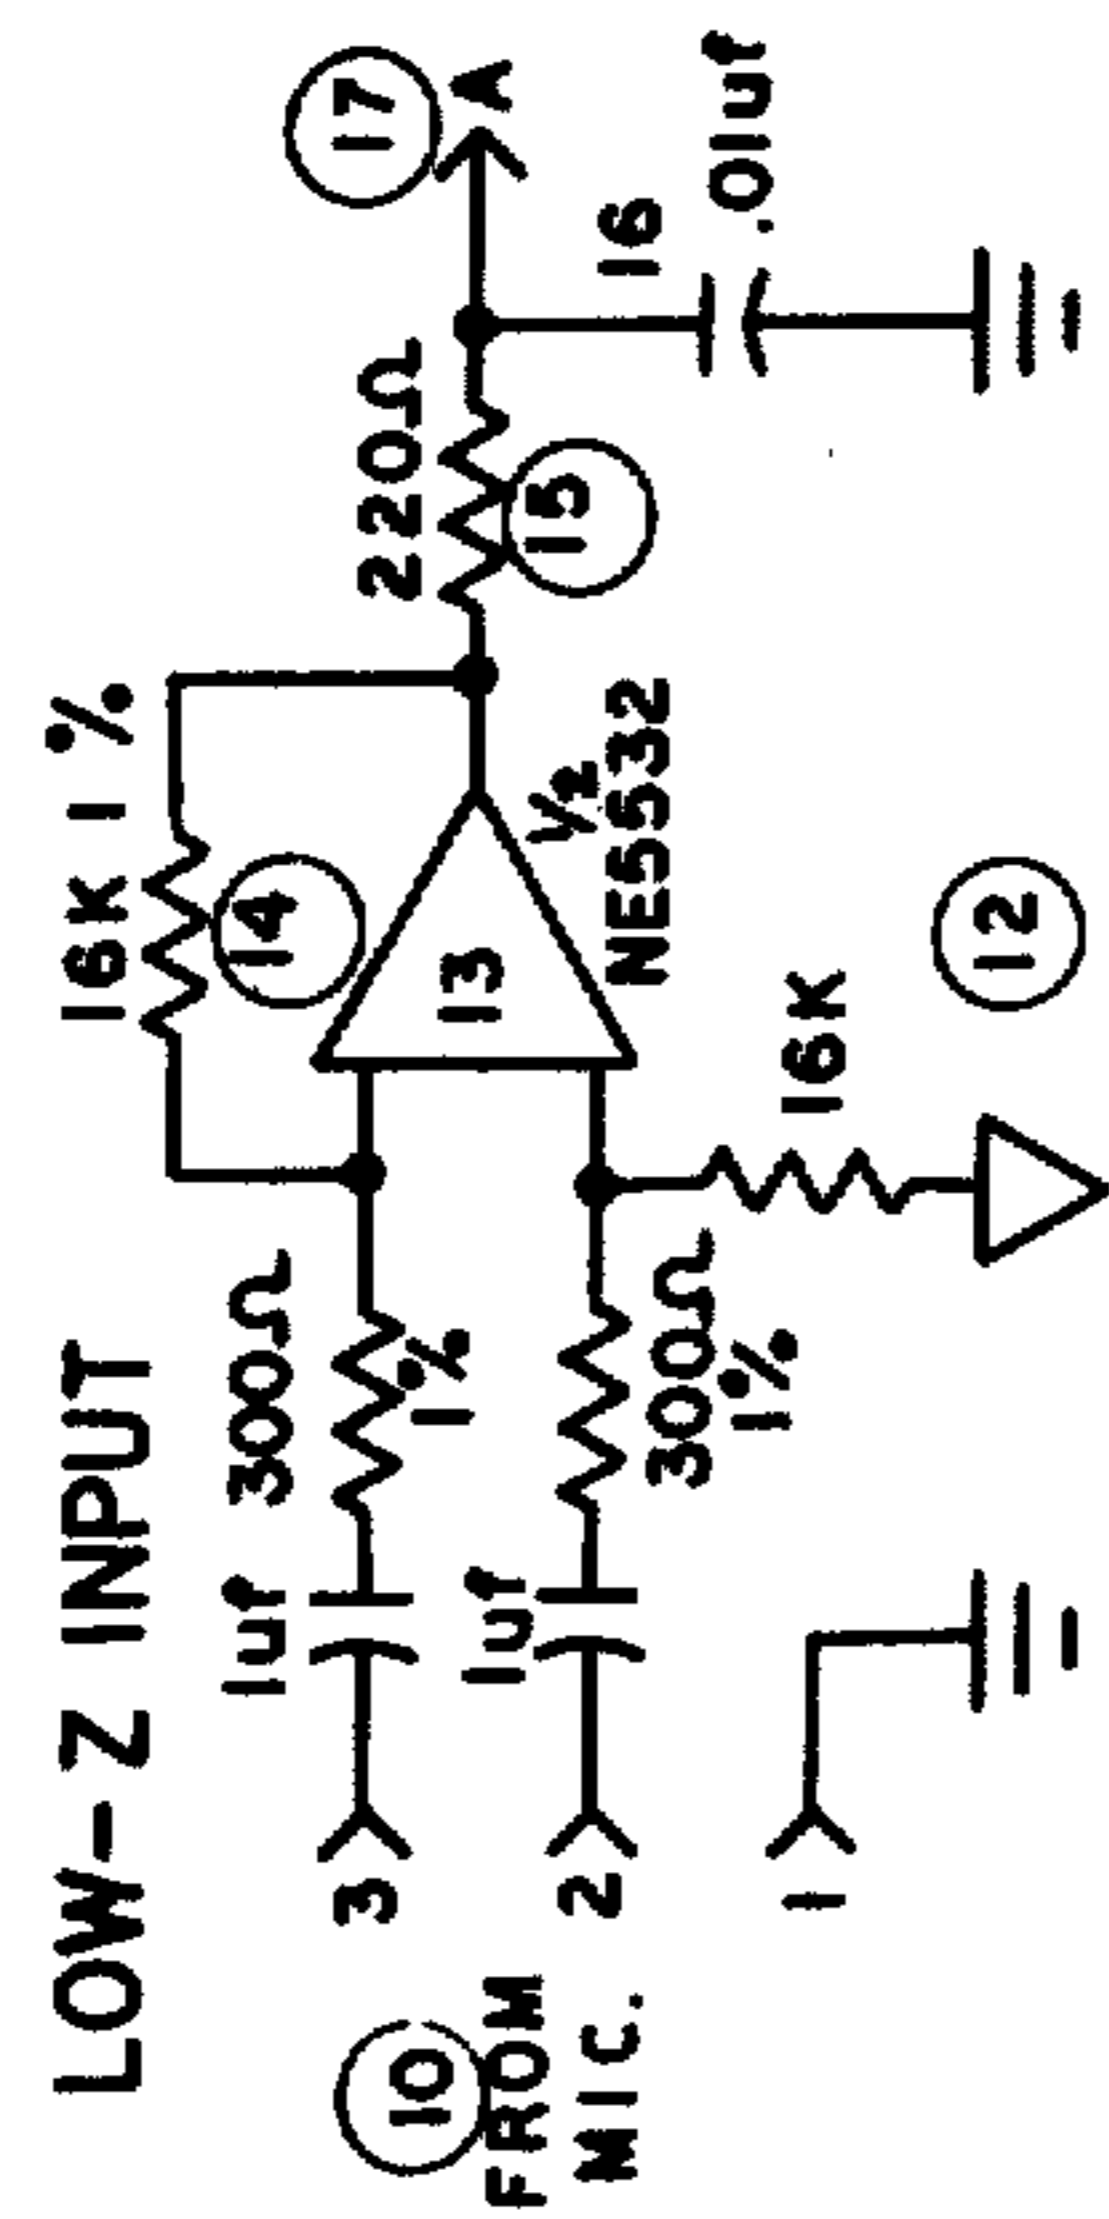 LOW-Z INPUT
16K 1%
14
17
A
220Ω
15
16
.01uf
13
1/2
NE5532
300Ω
1%
1uf
3
10
FROM
MIC.
1uf
2
300Ω
1%
16K
12
1